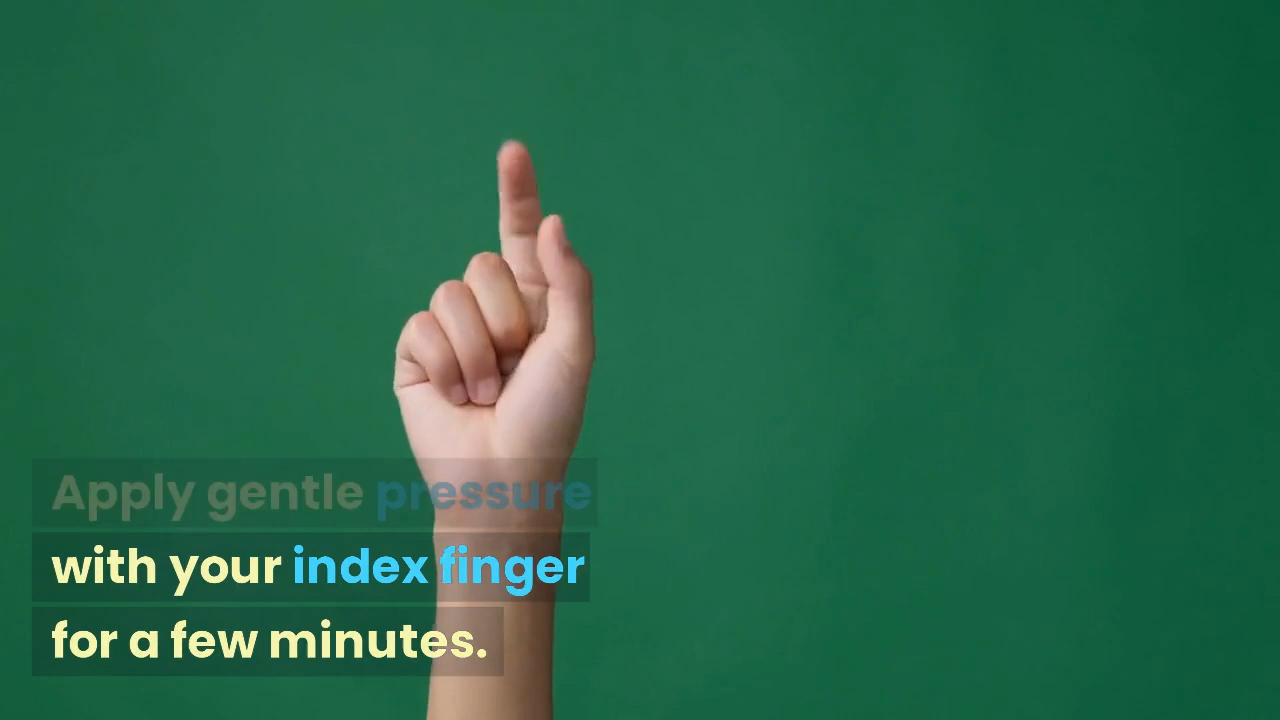 Apply gentle pressure
with your index finger
for a few minutes.